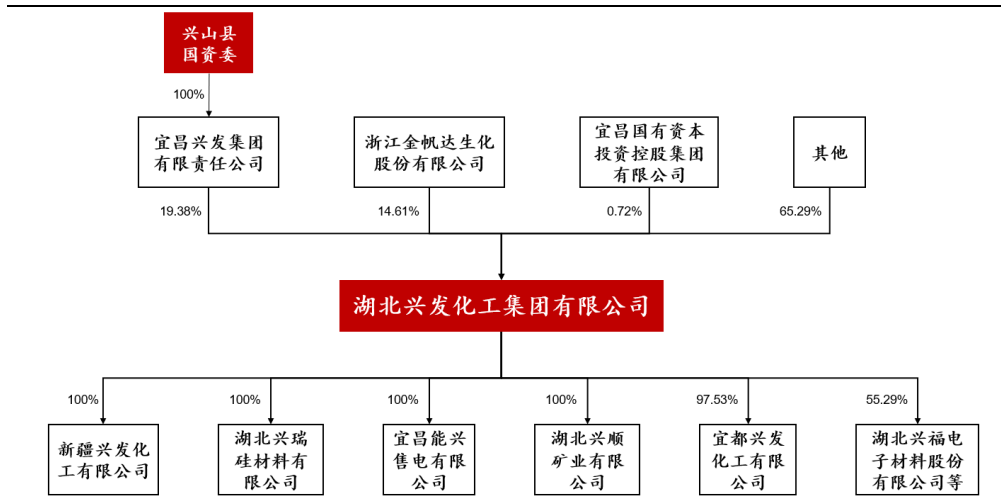 兴山县
国资委
100%
宜昌兴发集团
有限责任公司
浙江金帆达生化
股份有限公司
宜昌国有资本
投资控股集团
有限公司
其他
19.38%
14.61%
0.72%
65.29%
湖北兴发化工集团有限公司
100%
100%
100%
100%
97.53%
55.29%
新疆兴发化
工有限公司
湖北兴瑞
硅材料有
限公司
宜昌能兴
售电有限
公司
湖北兴顺
矿业有限
公司
宜都兴发
化工有限
公司
湖北兴福电
子材料股份
有限公司等